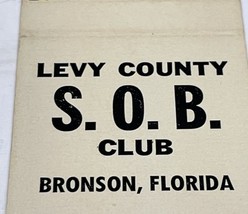 LEVY COUNTY
S. O. B.
CLUB
BRONSON, FLORIDA